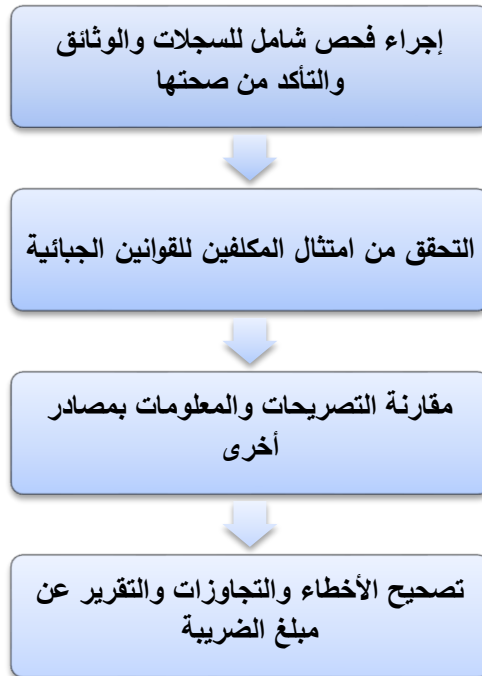 إجراء فحص شامل للسجلات والوثائق
والتأكد من صحتها
التحقق من امتثال المكلفين للقوانين الجبائية
مقارنة التصريحات والمعلومات بمصادر
أخرى
تصحيح الأخطاء والتجاوزات والتقرير عن
مبلغ الضريبة